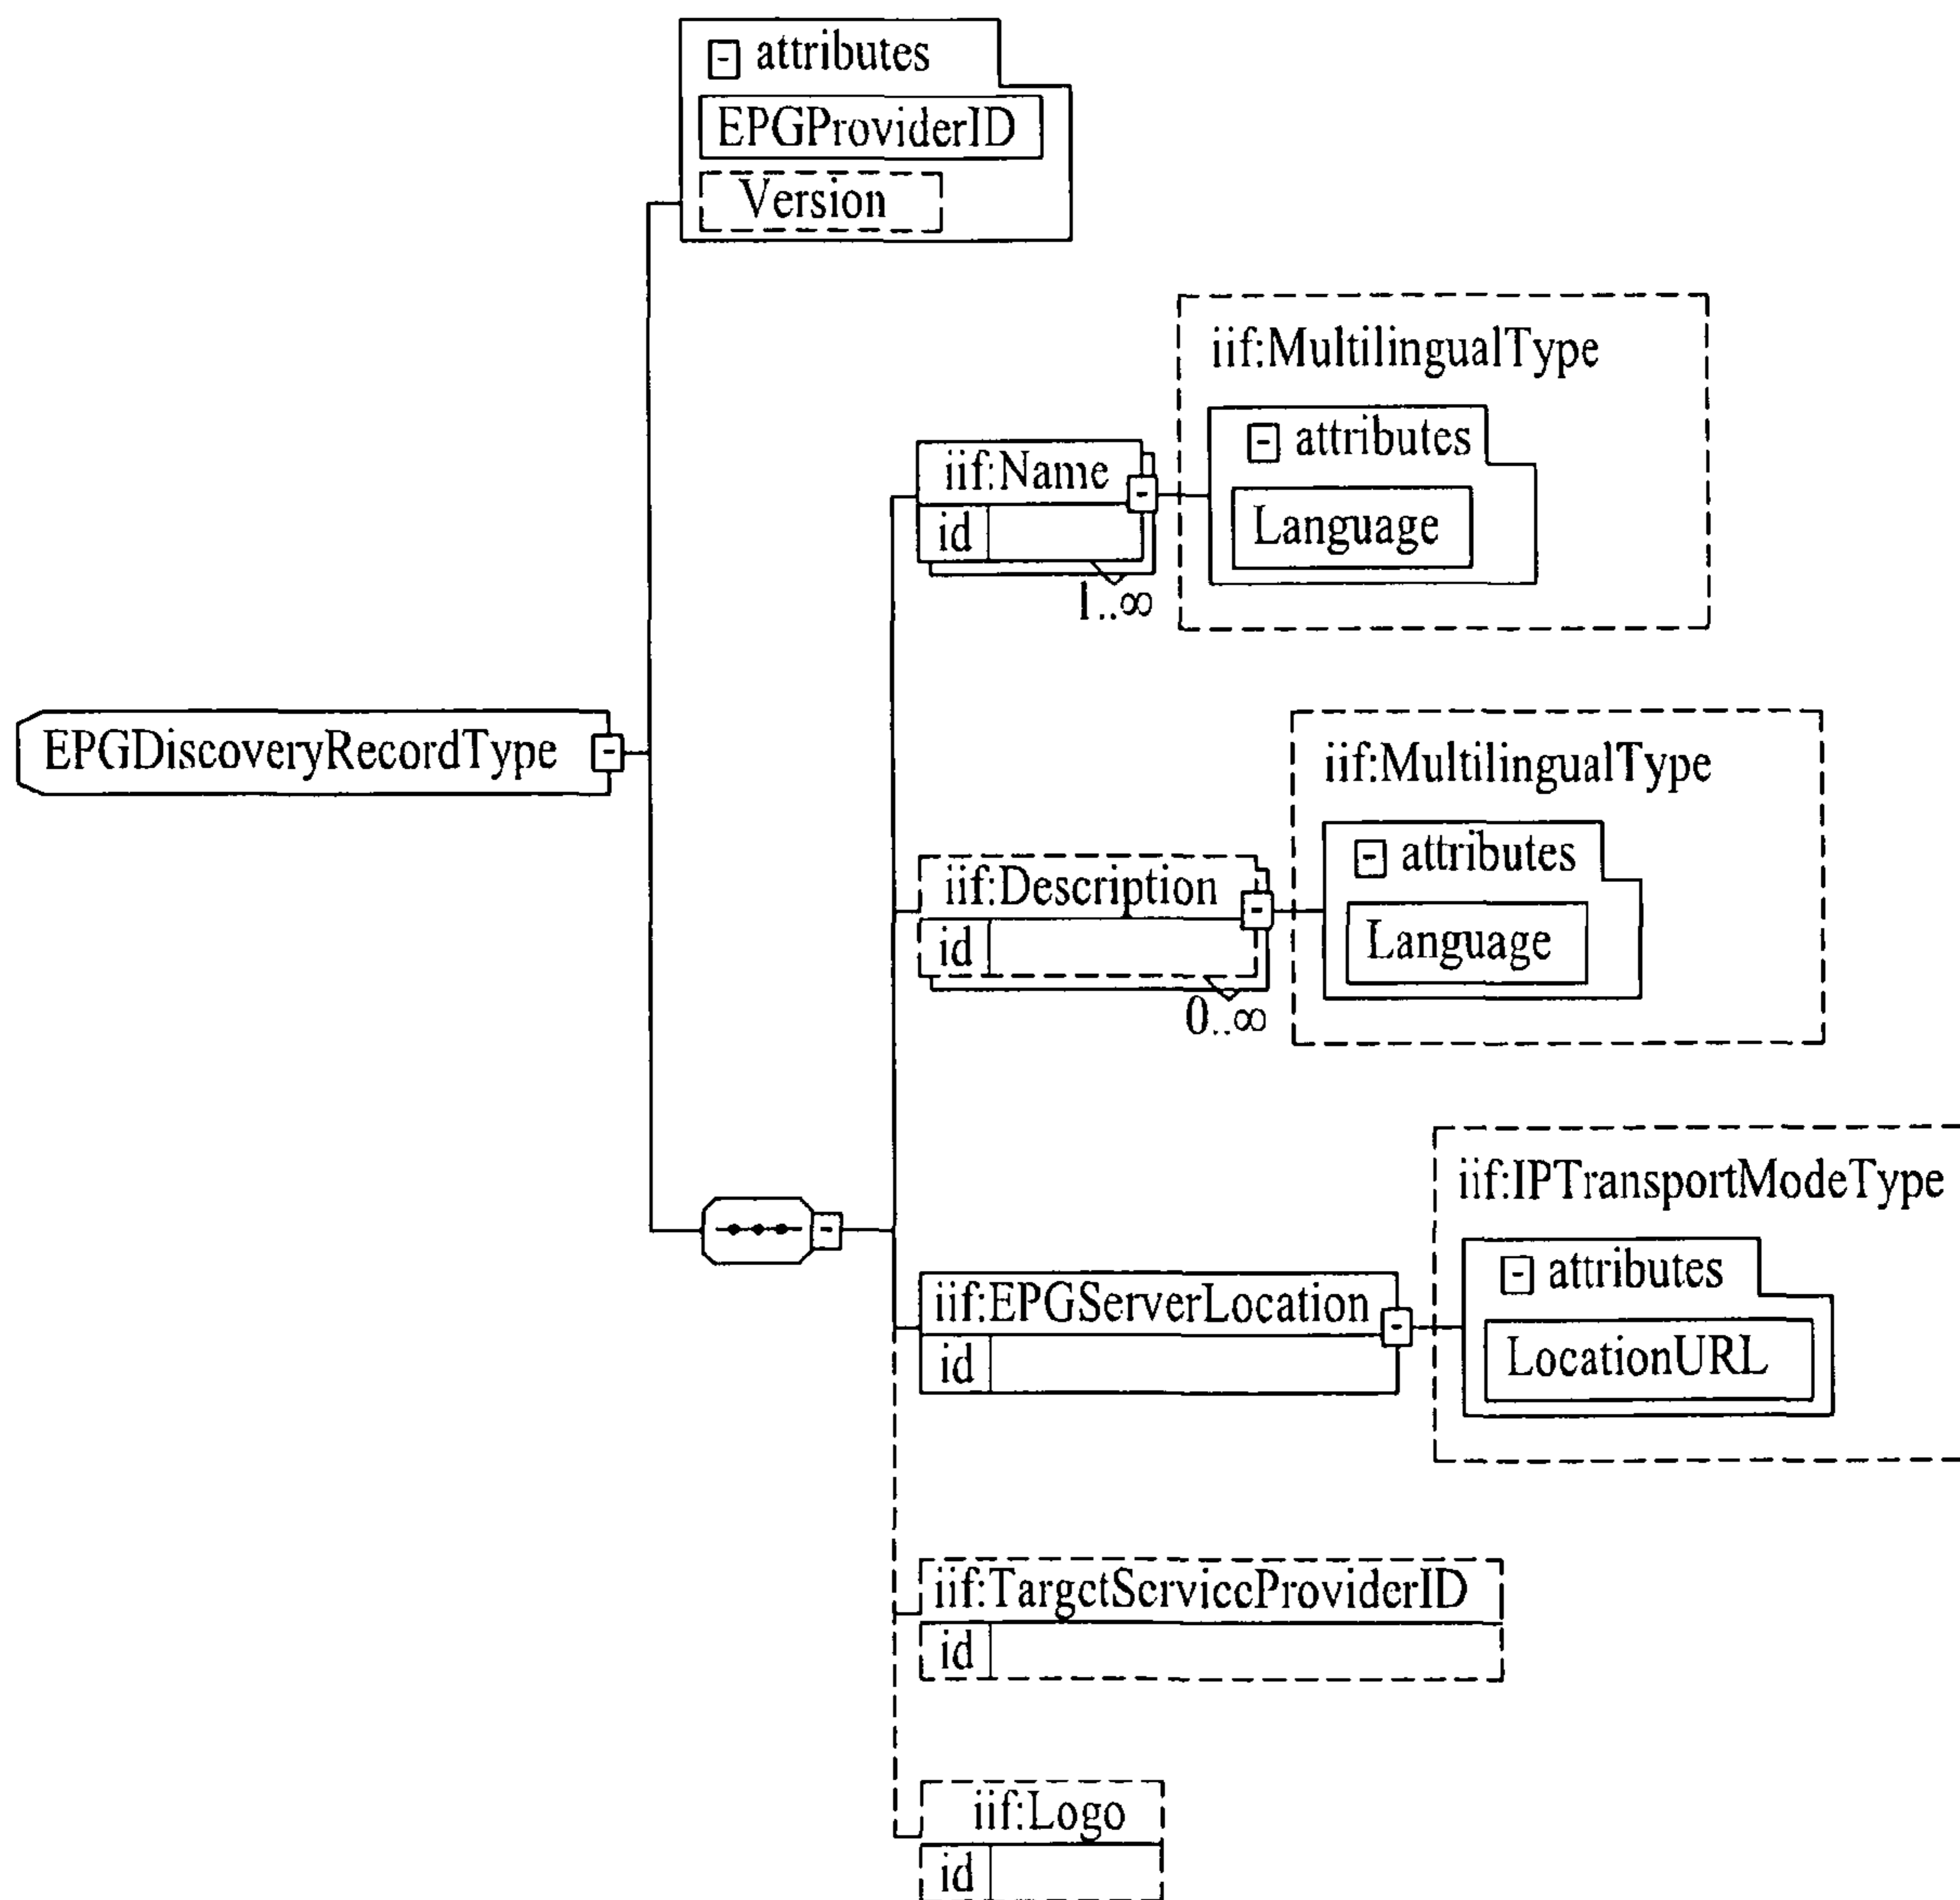 attributes
EPGProviderID
Version
iif:MultilingualType
attributes
iif:Name
Language
id
1..∞
EPGDiscoveryRecordType
iif:MultilingualType
attributes
iif:Description
Language
id
0..∞
iif:IPTransportModeType
attributes
iif:EPGServerLocation
LocationURL
id
iif:TargetServiceProviderID
id
iif:Logo
id